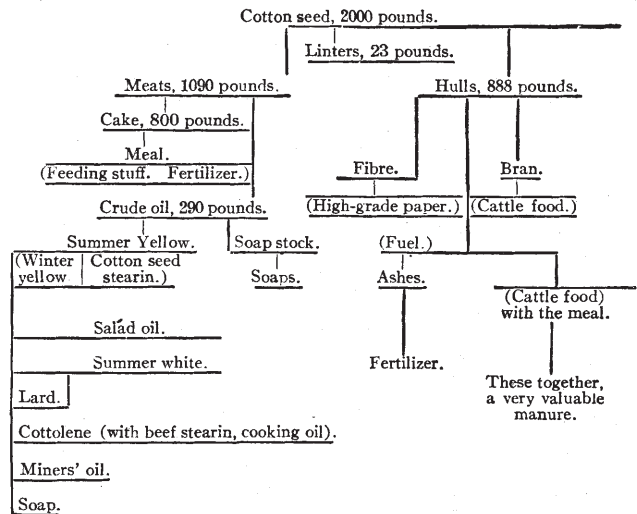 Cotton seed, 2000 pounds.
Linters, 23 pounds.
Meats, 1090 pounds.
Hulls, 888 pounds.
Cake, 800 pounds.
Meal.
(Feeding stuff. Fertilizer.)
Fibre.
Bran.
(High-grade paper.)
(Cattle food.)
Crude oil, 290 pounds.
Summer Yellow.
Soap stock.
(Fuel.)
(Winter yellow
Cotton seed stearin.)
Soaps.
Ashes.
(Cattle food)
with the meal.
Salad oil.
Summer white.
Fertilizer.
Lard.
These together,
a very valuable
manure.
Cottolene (with beef stearin, cooking oil).
Miners' oil.
Soap.